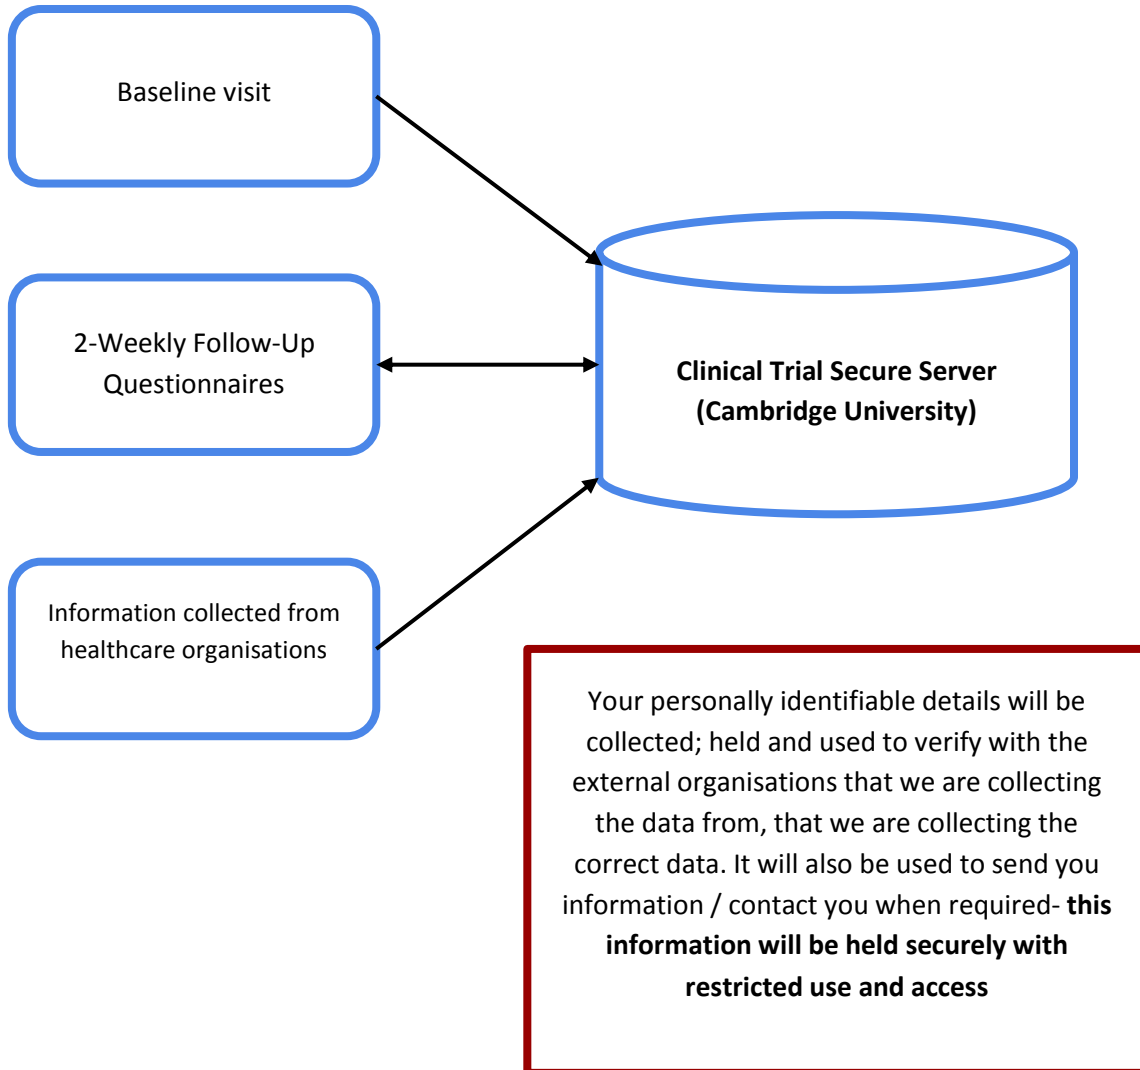 Baseline visit
2-Weekly Follow-Up
Questionnaires
Clinical Trial Secure Server
(Cambridge University)
Information collected from
healthcare organisations
Your personally identifiable details will be
collected; held and used to verify with the
external organisations that we are collecting
the data from, that we are collecting the
correct data. It will also be used to send you
information / contact you when required- this
information will be held securely with
restricted use and access